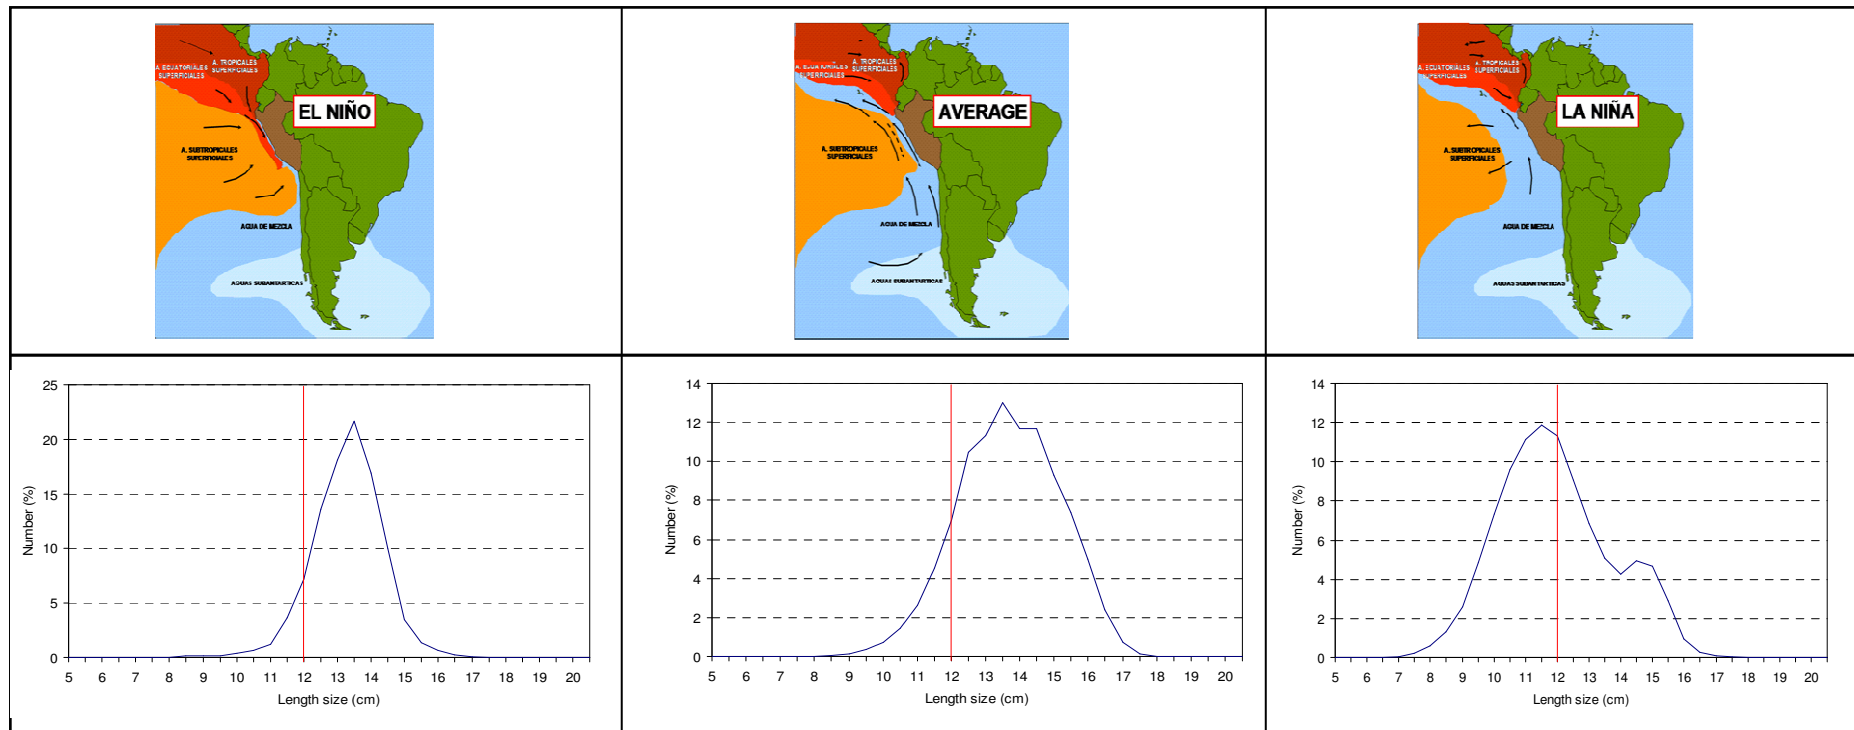 A. TROPICALES
A. ECUATORIALES SUPERFICIALES
SUPERFICIALES
EL NIÑO
A. SUBTROPICALES
SUPERFICIALES
AGUA DE MEZCLA
AGUAS SUBANTARTICAS
A. TROPICALES
A. ECUATORIALES SUPERFICIALES
SUPERFICIALES
AVERAGE
A. SUBTROPICALES
SUPERFICIALES
AGUA DE MEZCLA
AGUAS SUBANTARTICAS
A. TROPICALES
A. ECUATORIALES SUPERFICIALES
SUPERFICIALES
LA NIÑA
A. SUBTROPICALES
SUPERFICIALES
AGUA DE MEZCLA
AGUAS SUBANTARTICAS
25
20
15
10
5
0
Number (%)
5 6 7 8 9 10 11 12 13 14 15 16 17 18 19 20
Length size (cm)
14
12
10
8
6
4
2
0
Number (%)
5 6 7 8 9 10 11 12 13 14 15 16 17 18 19 20
Length size (cm)
14
12
10
8
6
4
2
0
Number (%)
5 6 7 8 9 10 11 12 13 14 15 16 17 18 19 20
Length size (cm)